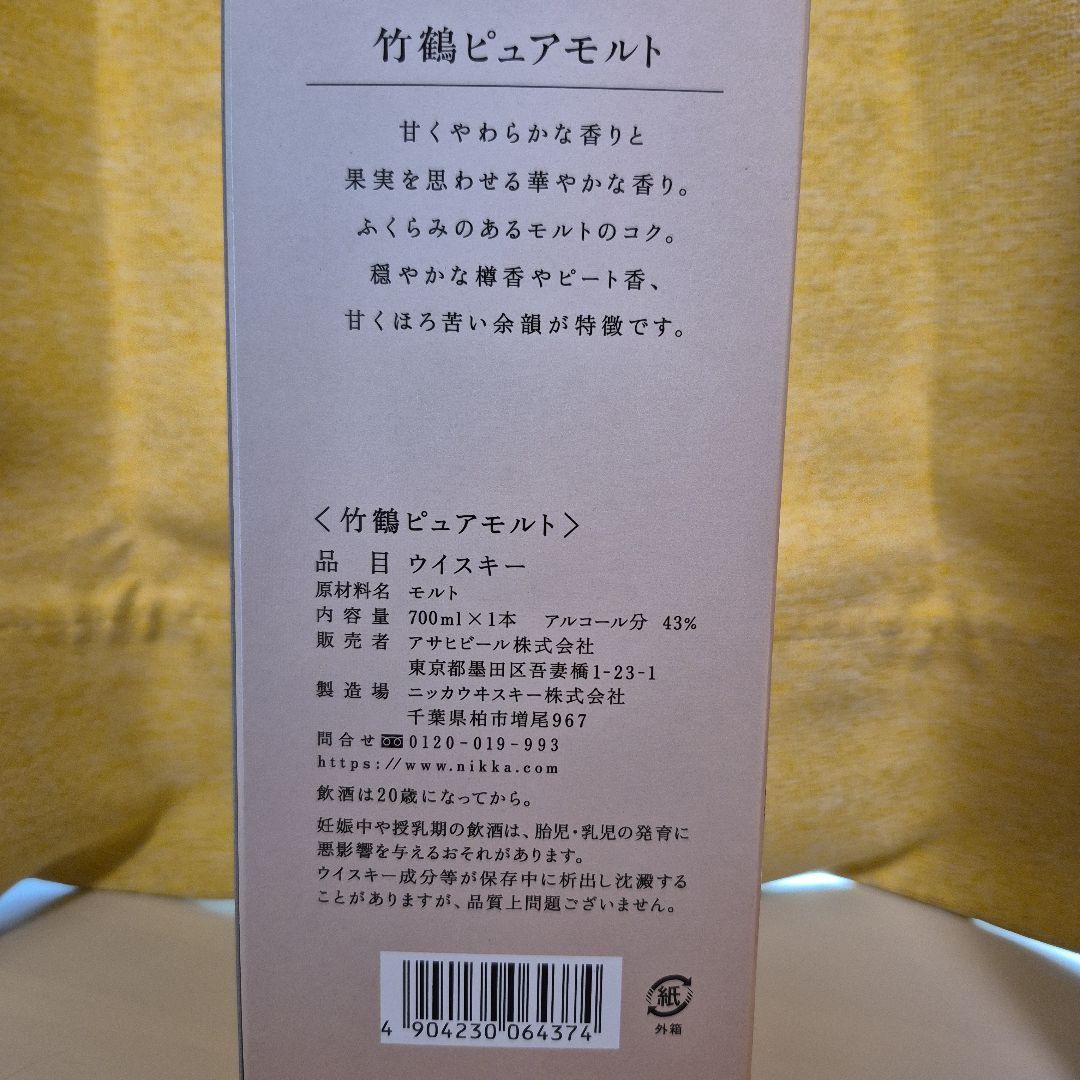 竹鶴ピュアモルト
甘くやわらかな香りと
果実を思わせる華やかな香り。
ふくらみのあるモルトのコク。
穏やかな樽香やピート香、
甘くほろ苦い余韻が特徴です。
〈竹鶴ピュアモルト〉
品　目　ウイスキー
原材料名　モルト
内容量　700ml×1本　アルコール分　43%
販売者　アサヒビール株式会社
東京都墨田区吾妻橋1-23-1
製造場　ニッカウヰスキー株式会社
千葉県柏市増尾967
問合せ 0120-019-993
https://www.nikka.com
飲酒は20歳になってから。
妊娠中や授乳期の飲酒は、胎児・乳児の発育に
悪影響を与えるおそれがあります。
ウイスキー成分等が保存中に析出し沈澱する
ことがありますが、品質上問題ございません。
4 904230 064374
紙
外箱